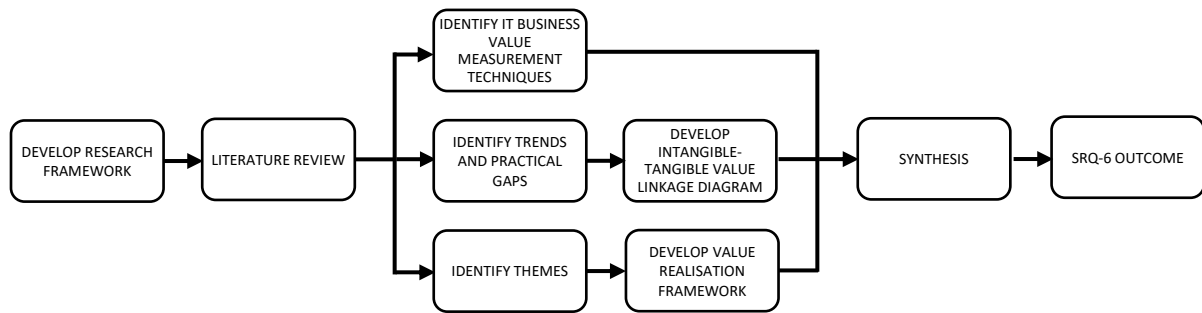 DEVELOP RESEARCH
FRAMEWORK
LITERATURE REVIEW
IDENTIFY IT BUSINESS
VALUE
MEASUREMENT
TECHNIQUES
IDENTIFY TRENDS
AND PRACTICAL
GAPS
DEVELOP
INTANGIBLE-
TANGIBLE VALUE
LINKAGE DIAGRAM
IDENTIFY THEMES
DEVELOP VALUE
REALISATION
FRAMEWORK
SYNTHESIS
SRQ-6 OUTCOME